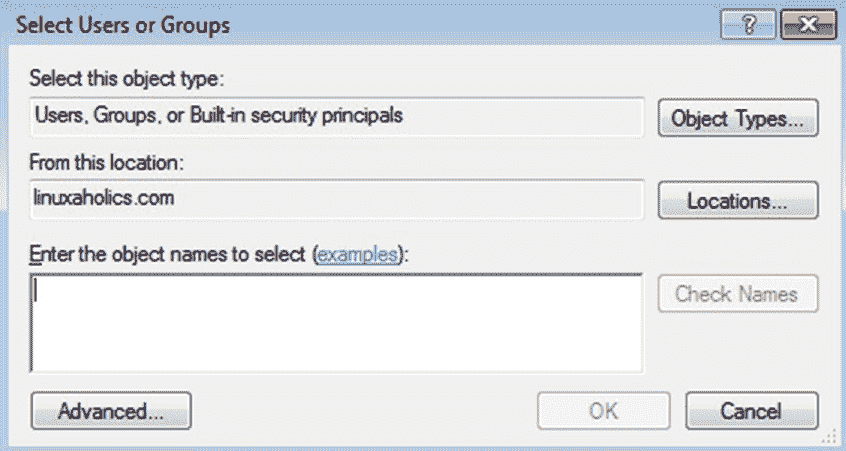 Select Users or Groups
?
Select this object type:
Users, Groups, or Built-in security principals
Object Types...
From this location:
linuxaholics.com
Locations...
Enter the object names to select (examples):
Check Names
Advanced...
OK
Cancel